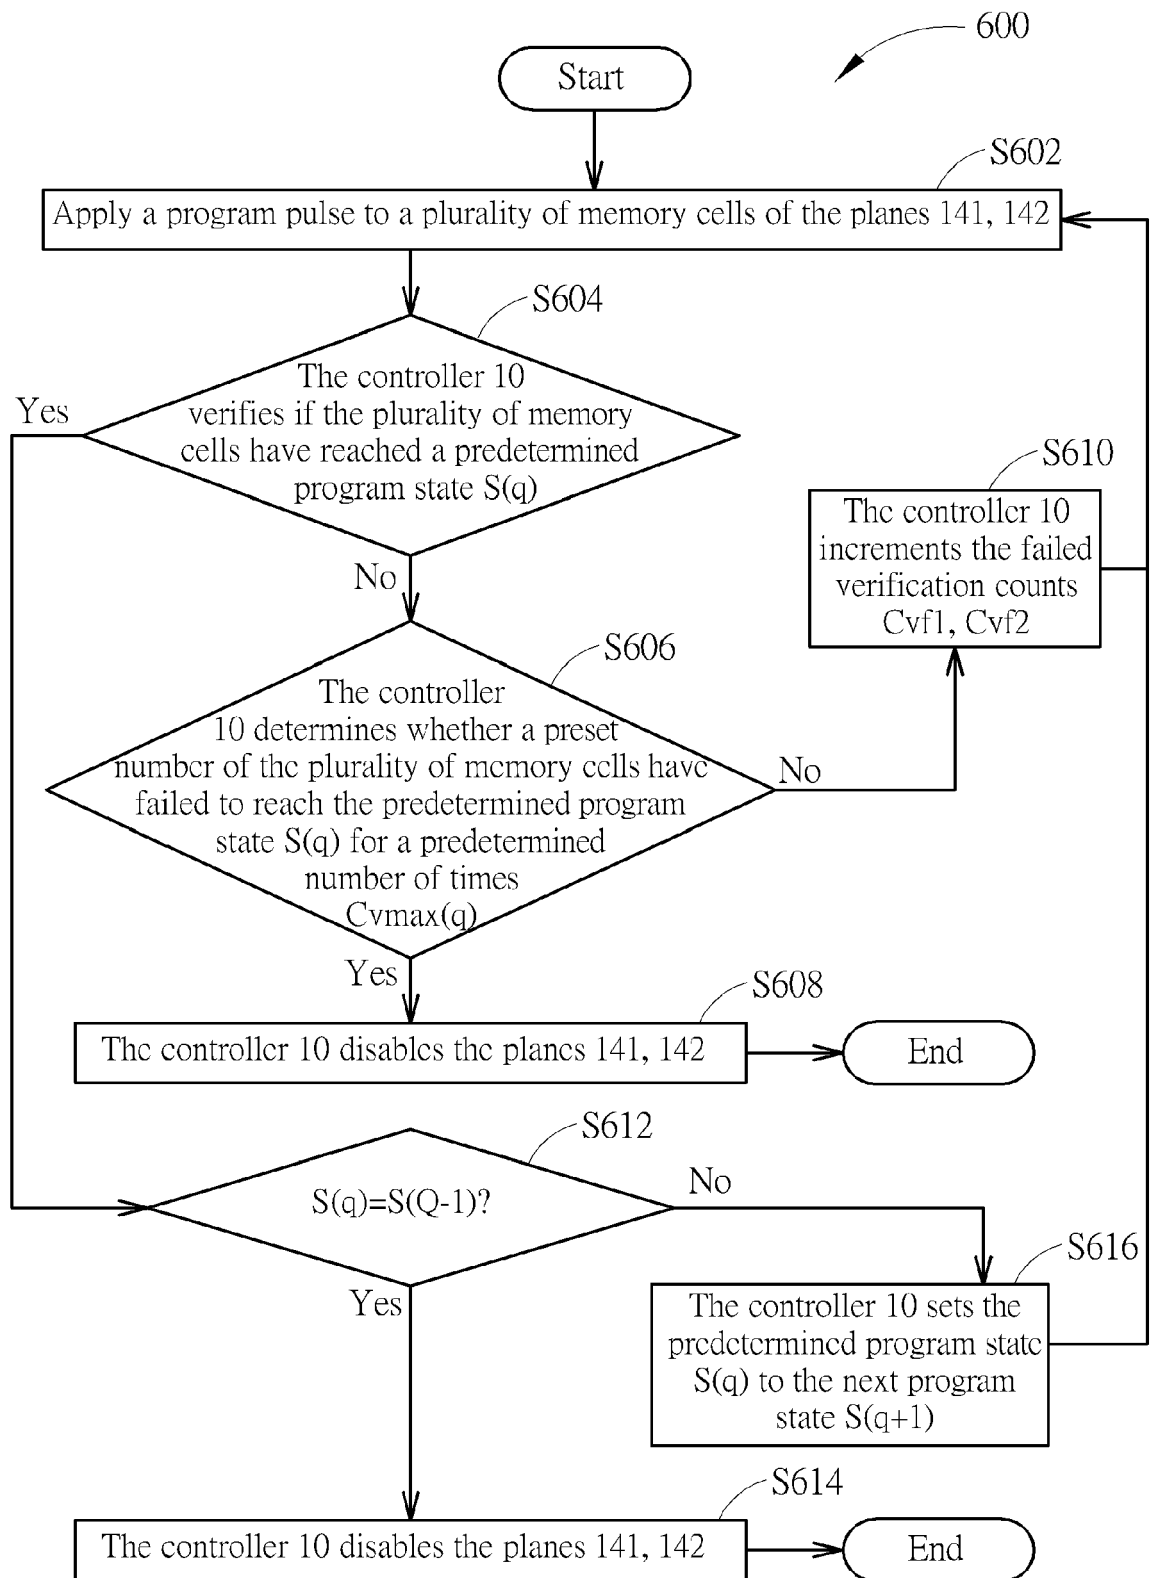 600
Start
S602
Apply a program pulse to a plurality of memory cells of the planes 141, 142
S604
The controller 10
verifies if the plurality of memory
cells have reached a predetermined
program state S(q)
Yes
No
S610
The controller 10
increments the failed
verification counts
Cvf1, Cvf2
S606
The controller
10 determines whether a preset
number of the plurality of memory cells have
failed to reach the predetermined program
state S(q) for a predetermined
number of times
Cvmax(q)
No
Yes
S608
The controller 10 disables the planes 141, 142
End
S612
S(q)=S(Q-1)?
No
Yes
S616
The controller 10 sets the
predetermined program state
S(q) to the next program
state S(q+1)
S614
The controller 10 disables the planes 141, 142
End